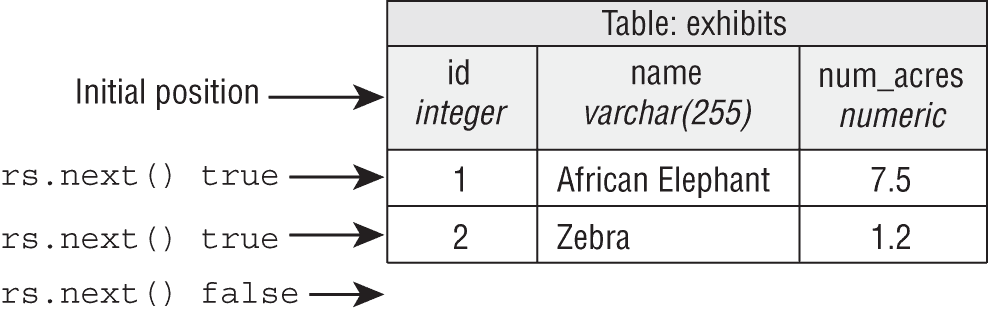 Table: exhibits
id name num_acres
Initial position integer varchar(255) numeric
rs.next() true 1 African Elephant 7.5
rs.next() true 2 Zebra 1.2
rs.next() false